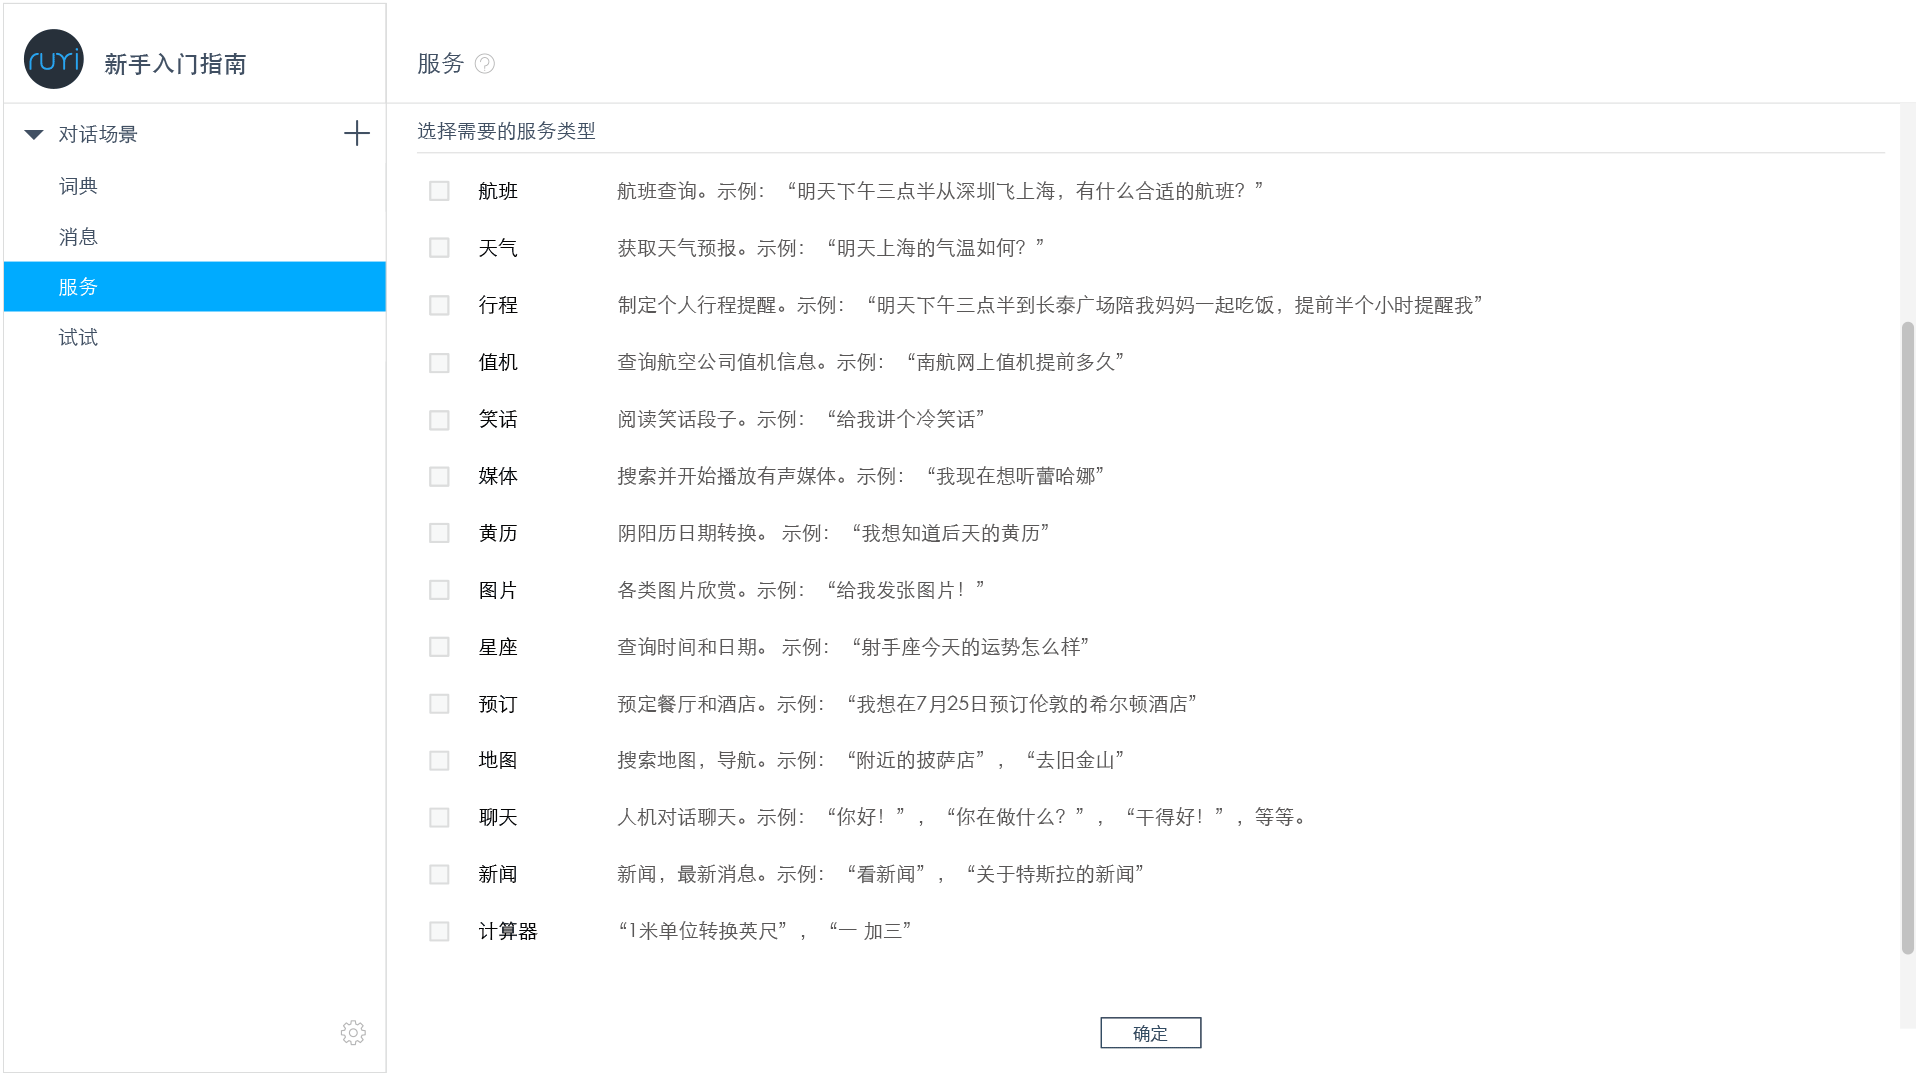 ruyi 新手入门指南
服务 ?
对话场景
词典
消息
服务
试试
选择需要的服务类型
航班 航班查询。示例：“明天下午三点半从深圳飞上海，有什么合适的航班？”
天气 获取天气预报。示例：“明天上海的气温如何？”
行程 制定个人行程提醒。示例：“明天下午三点半到长泰广场陪我妈妈一起吃饭，提前半个小时提醒我”
值机 查询航空公司值机信息。示例：“南航网上值机提前多久”
笑话 阅读笑话段子。示例：“给我讲个冷笑话”
媒体 搜索并开始播放有声媒体。示例：“我现在想听蕾哈娜”
黄历 阴阳历日期转换。 示例：“我想知道后天的黄历”
图片 各类图片欣赏。示例：“给我发张图片！”
星座 查询时间和日期。 示例：“射手座今天的运势怎么样”
预订 预定餐厅和酒店。示例：“我想在7月25日预订伦敦的希尔顿酒店”
地图 搜索地图，导航。示例：“附近的披萨店”，“去旧金山”
聊天 人机对话聊天。示例：“你好！”，“你在做什么？”，“干得好！”，等等。
新闻 新闻，最新消息。示例：“看新闻”，“关于特斯拉的新闻”
计算器 “1米单位转换英尺”，“一 加三”
确定